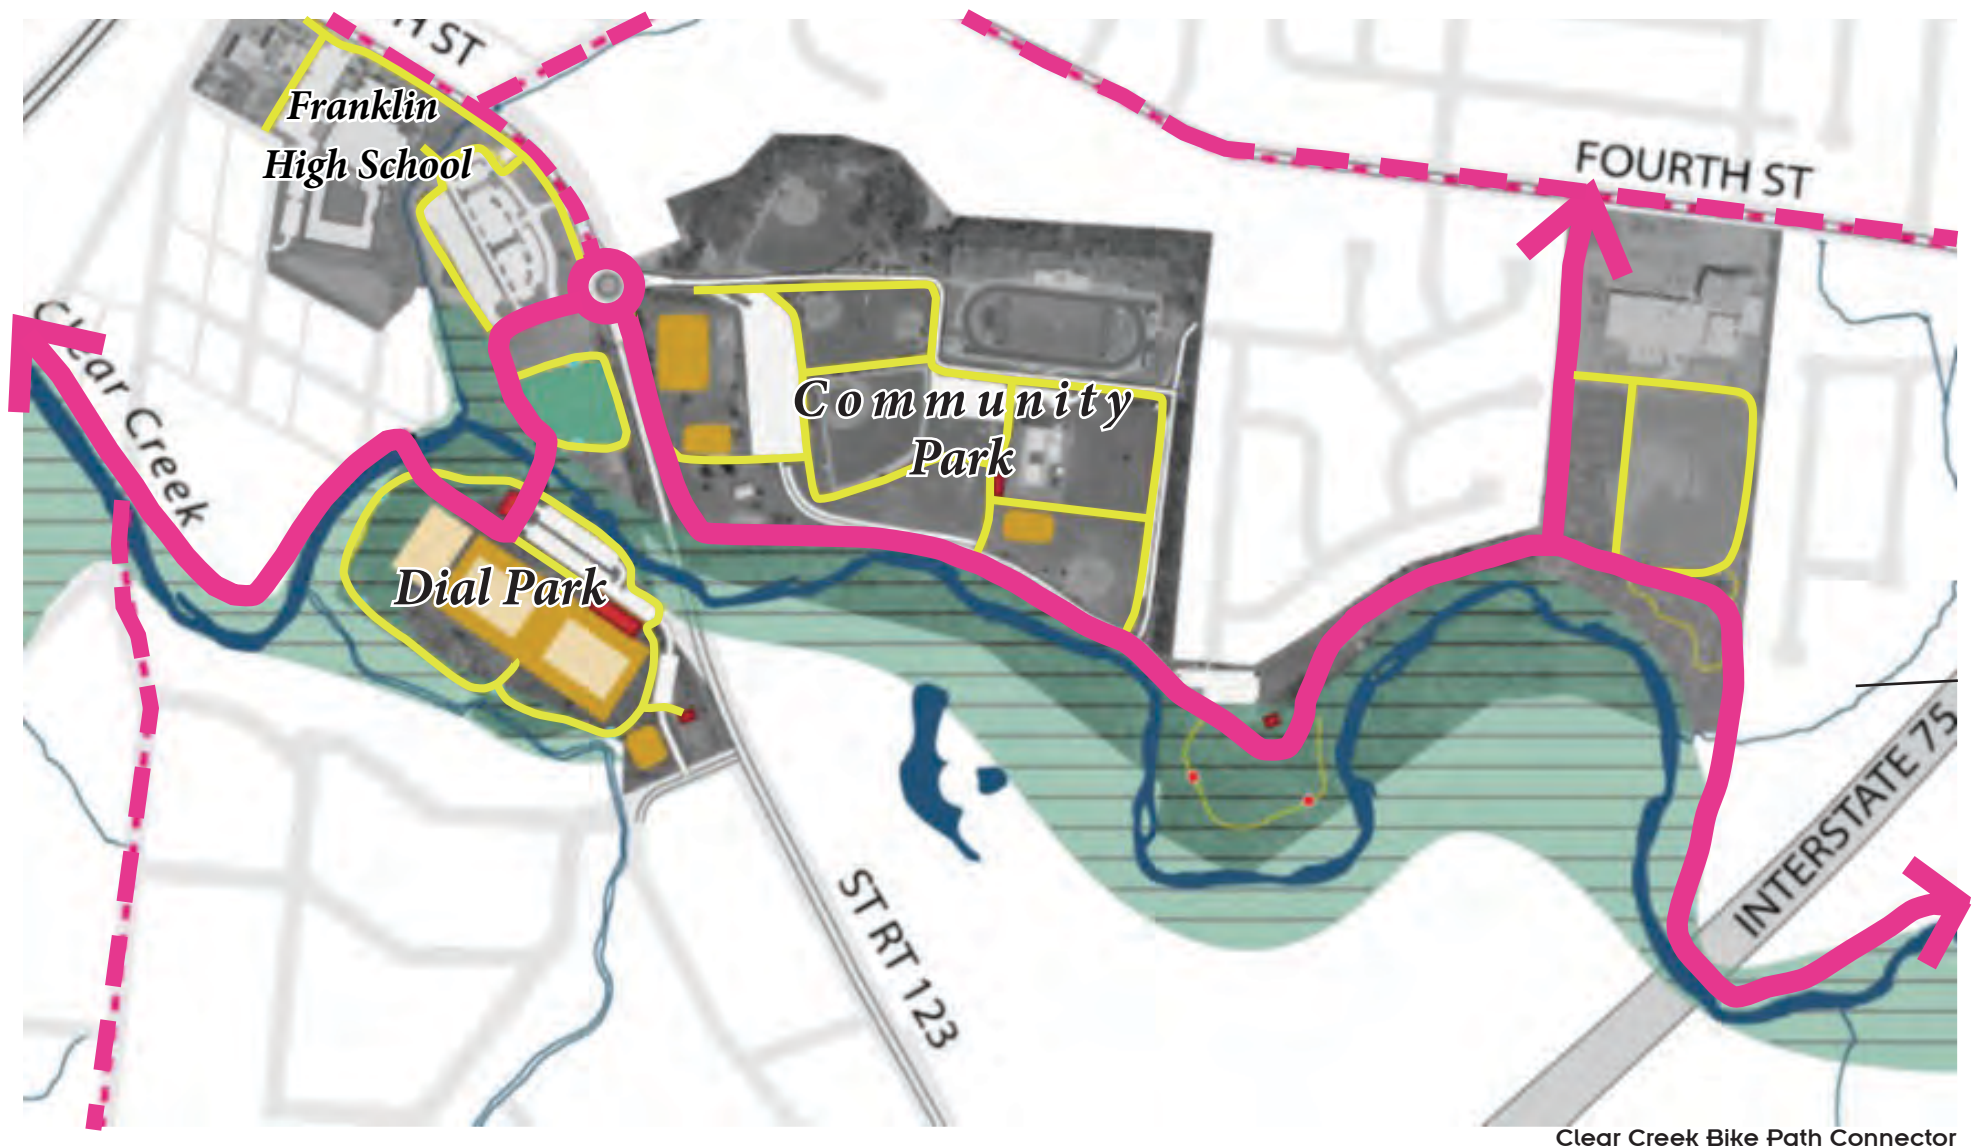 H ST
Franklin
High School
FOURTH ST
Clear Creek
Community
Park
Dial Park
ST RT 123
INTERSTATE 75
Clear Creek Bike Path Connector